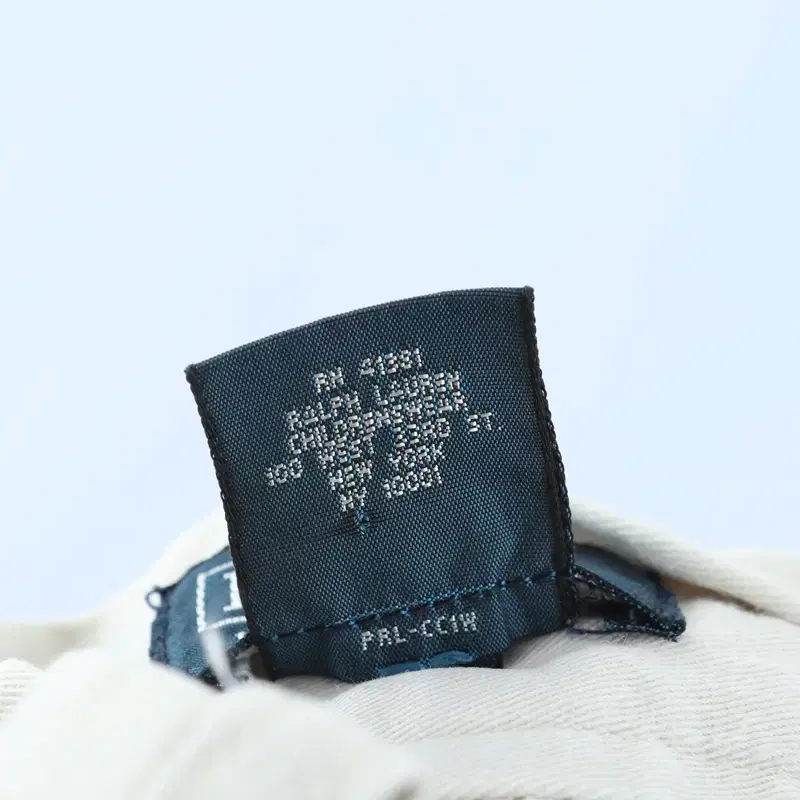 RN 41381
RALPH LAUREN
CHILDRENSWEAR
100 WEST 33RD ST.
NEW YORK
NY 10001
PRL-CC1W